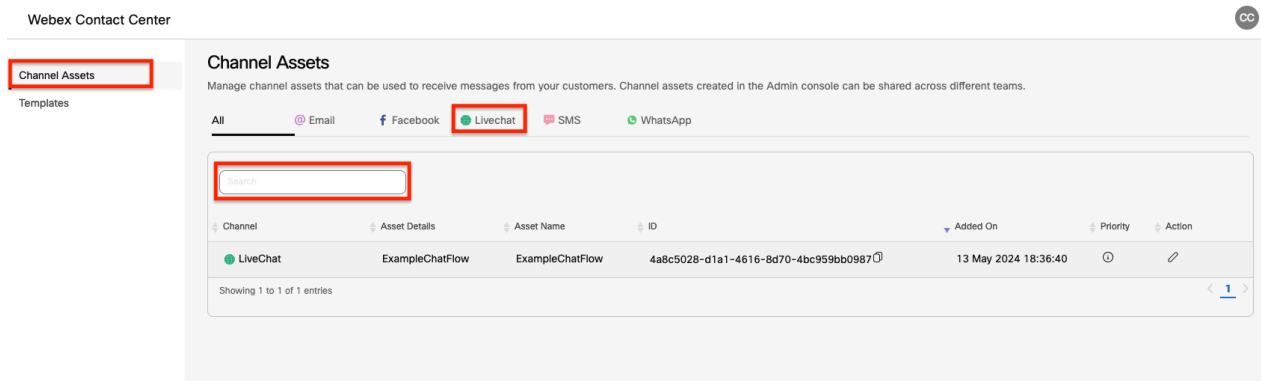 Webex Contact Center
CC
Channel Assets
Templates
Channel Assets
Manage channel assets that can be used to receive messages from your customers. Channel assets created in the Admin console can be shared across different teams.
All @ Email f Facebook Livechat SMS WhatsApp
Search
Channel Asset Details Asset Name ID Added On Priority Action
LiveChat ExampleChatFlow ExampleChatFlow 4a8c5028-d1a1-4616-8d70-4bc959bb0987 13 May 2024 18:36:40
Showing 1 to 1 of 1 entries
< 1 >